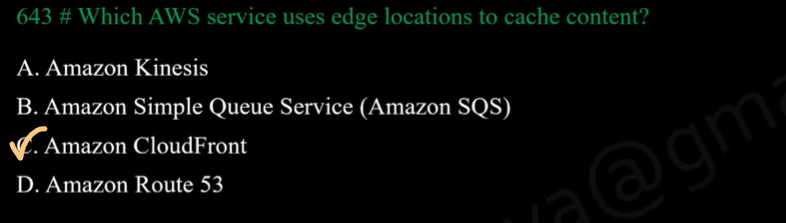 643 # Which AWS service uses edge locations to cache content?
A. Amazon Kinesis
B. Amazon Simple Queue Service (Amazon SQS)
C. Amazon CloudFront
D. Amazon Route 53